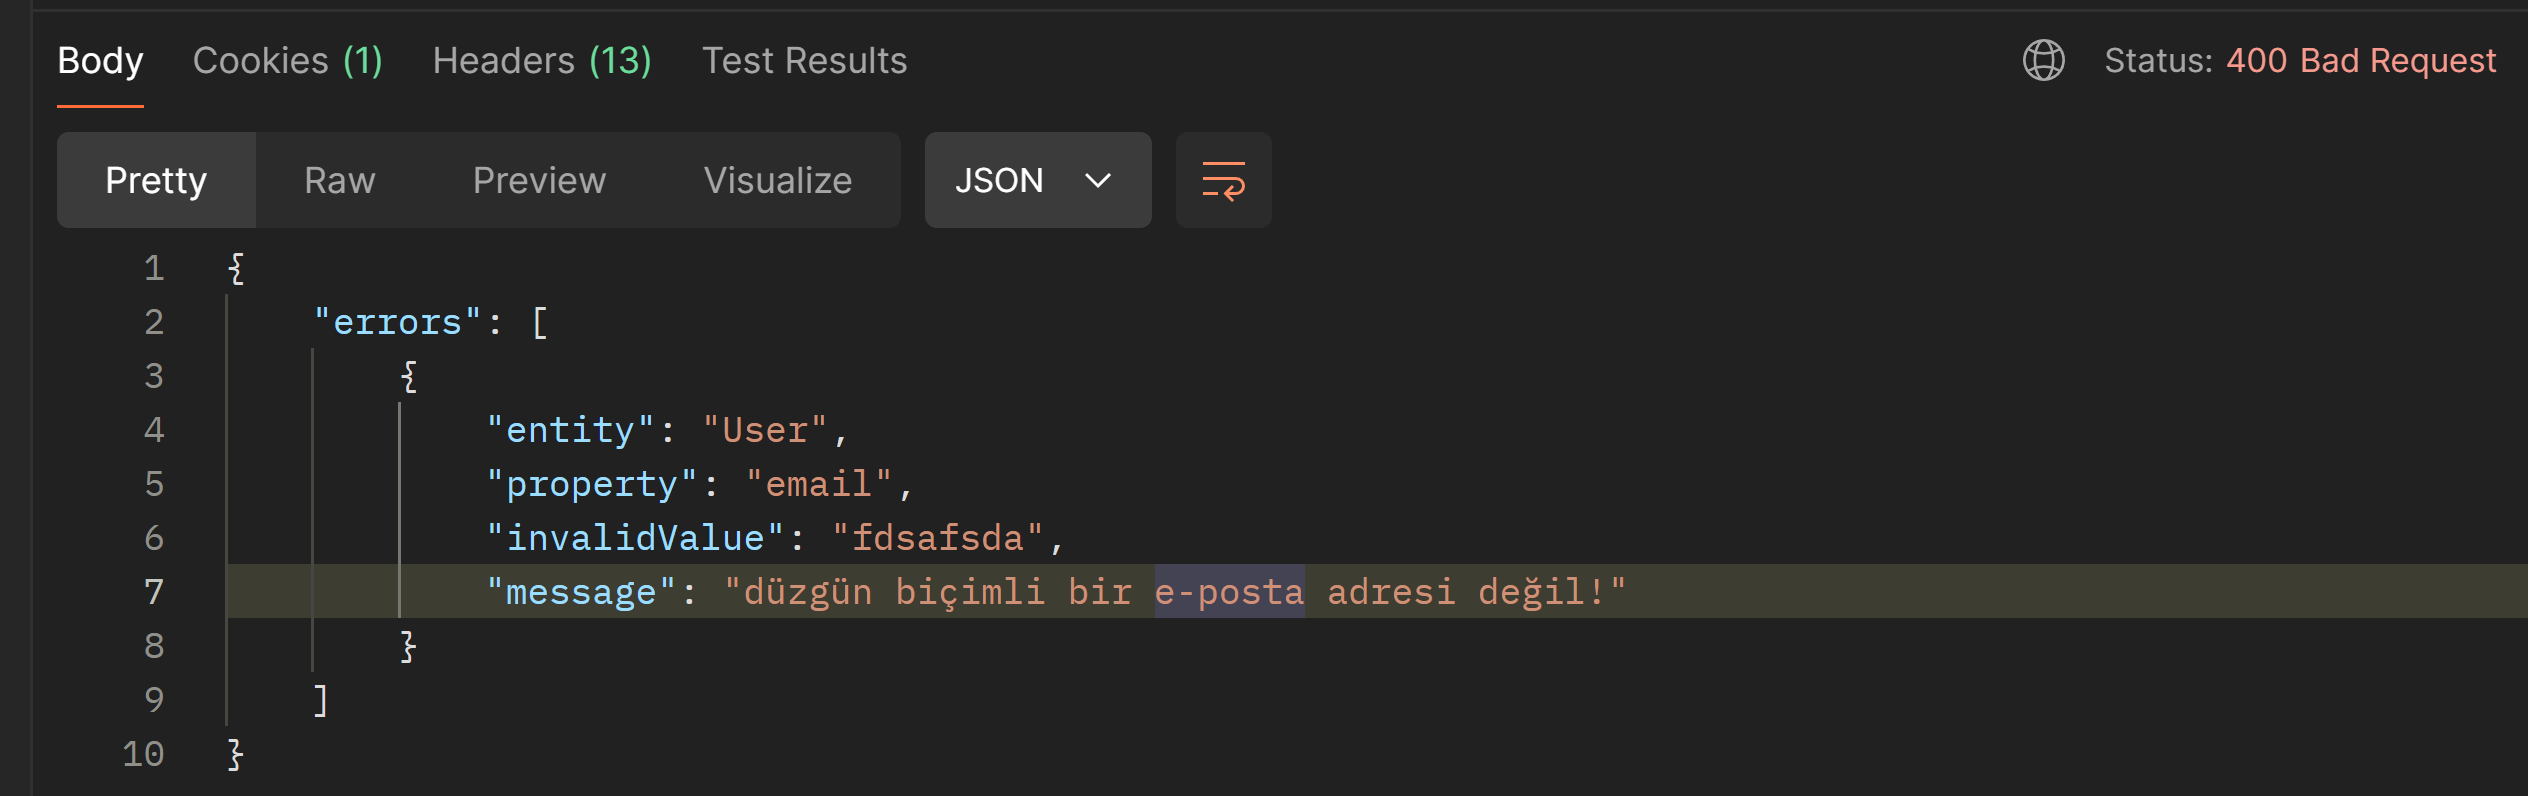 Body Cookies (1) Headers (13) Test Results Status: 400 Bad Request
Pretty Raw Preview Visualize JSON
1 {
2 "errors": [
3 {
4 "entity": "User",
5 "property": "email",
6 "invalidValue": "fdsafsda",
7 "message": "düzgün biçimli bir e-posta adresi değil!"
8 }
9 ]
10 }